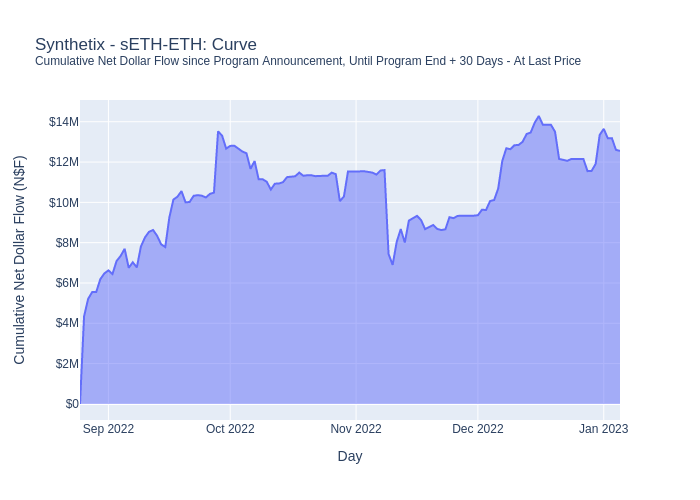 Synthetix - sETH-ETH: Curve
Cumulative Net Dollar Flow since Program Announcement, Until Program End + 30 Days - At Last Price
Cumulative Net Dollar Flow (N$F)
$14M
$12M
$10M
$8M
$6M
$4M
$2M
$0
Sep 2022 Oct 2022 Nov 2022 Dec 2022 Jan 2023
Day